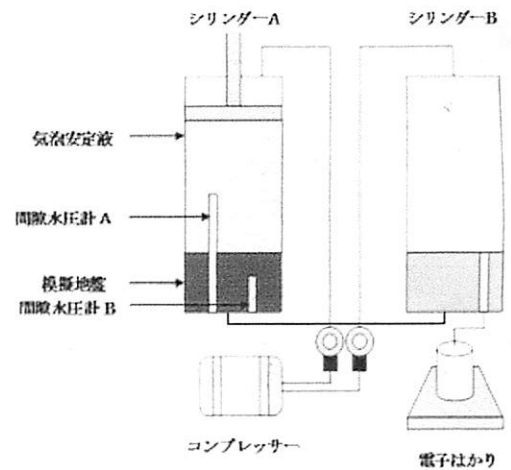 シリンダーA
シリンダーB
気泡安定液
間隙水圧計 A
模擬地盤
間隙水圧計 B
コンプレッサー
電子はかり